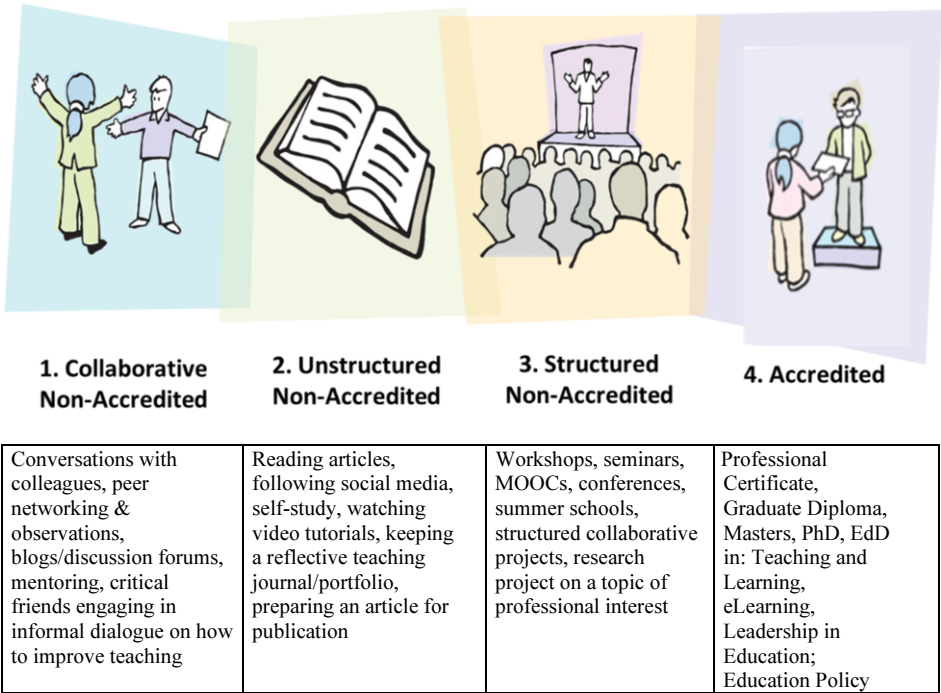 1. Collaborative
Non-Accredited
2. Unstructured
Non-Accredited
3. Structured
Non-Accredited
4. Accredited
Conversations with
colleagues, peer
networking &
observations,
blogs/discussion forums,
mentoring, critical
friends engaging in
informal dialogue on how
to improve teaching
Reading articles,
following social media,
self-study, watching
video tutorials, keeping
a reflective teaching
journal/portfolio,
preparing an article for
publication
Workshops, seminars,
MOOCs, conferences,
summer schools,
structured collaborative
projects, research
project on a topic of
professional interest
Professional
Certificate,
Graduate Diploma,
Masters, PhD, EdD
in: Teaching and
Learning,
eLearning,
Leadership in
Education;
Education Policy